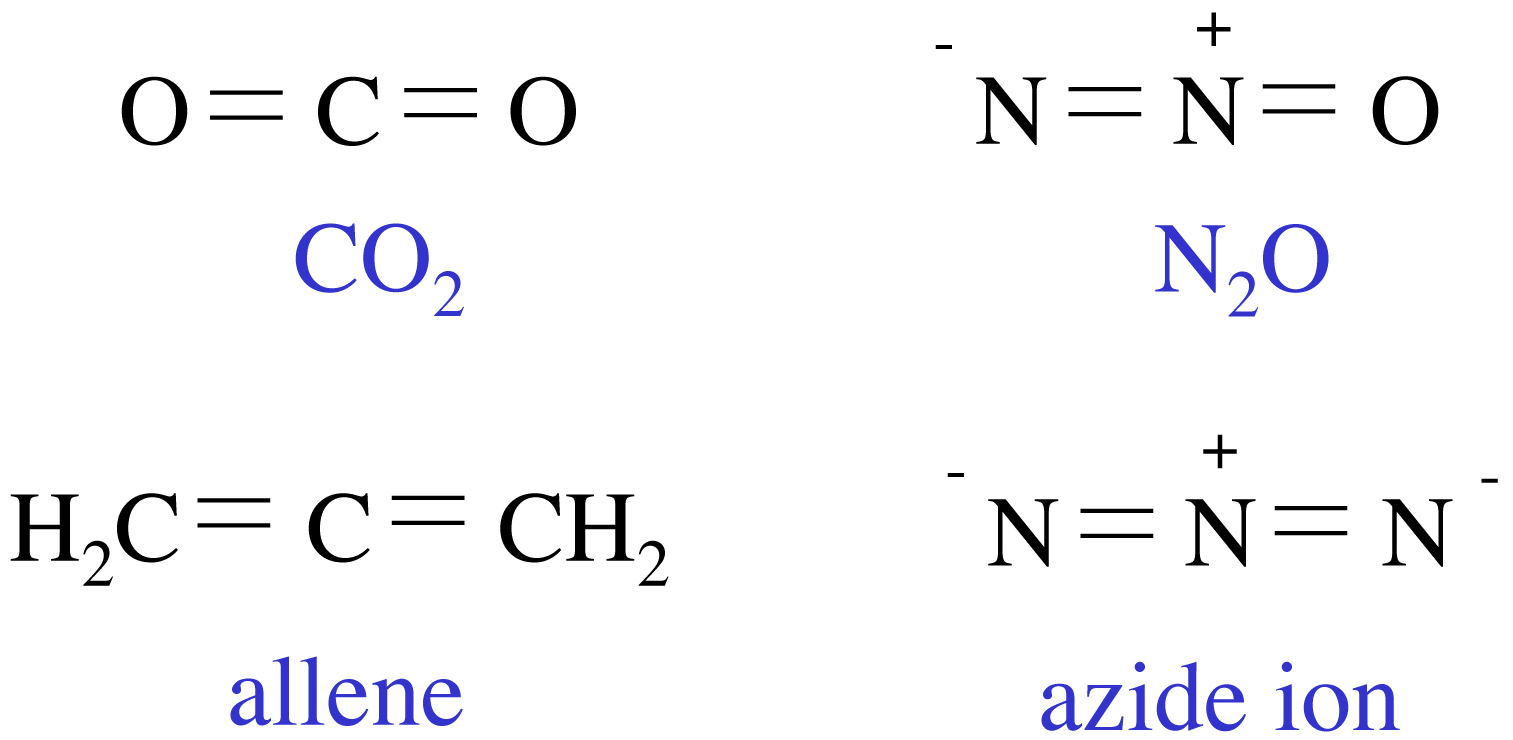 O=C=O
CO₂
⁻N=N⁺=O
N₂O
H₂C=C=CH₂
allene
⁻N=N⁺=N⁻
azide ion